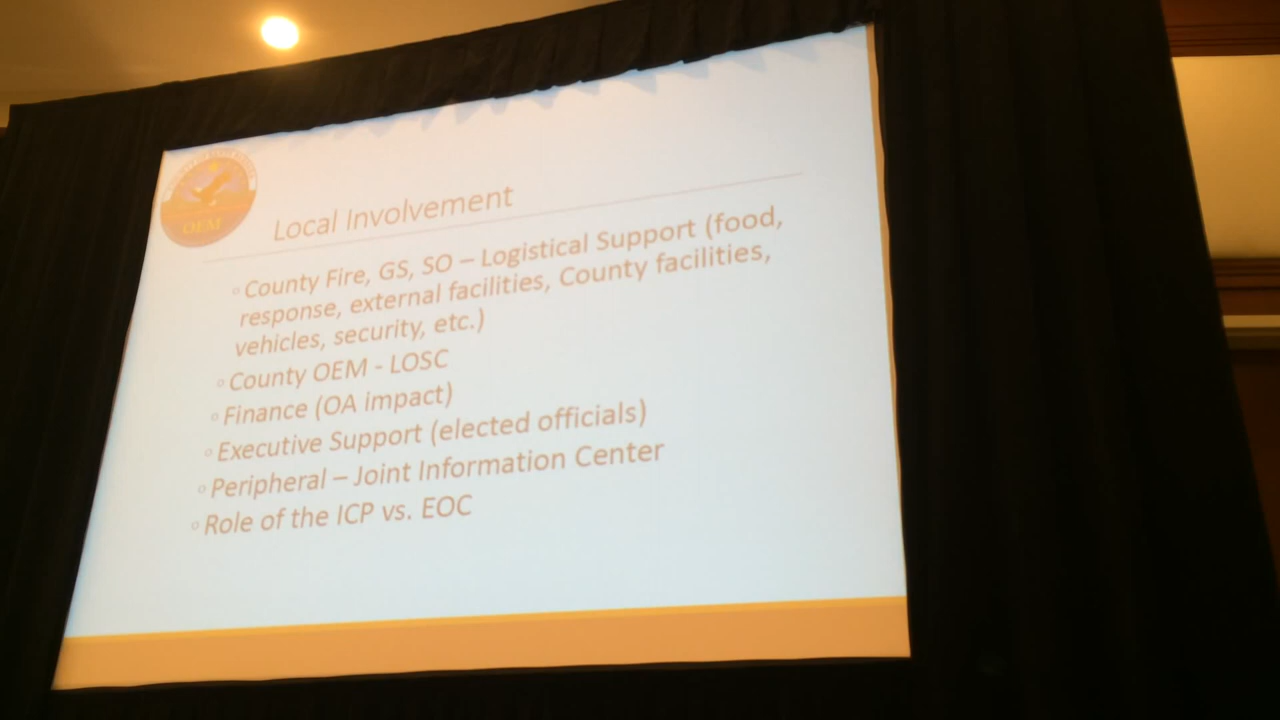 OEM
Local Involvement
County Fire, GS, SO – Logistical Support (food,
response, external facilities, County facilities,
vehicles, security, etc.)
County OEM - LOSC
Finance (OA impact)
Executive Support (elected officials)
Peripheral – Joint Information Center
Role of the ICP vs. EOC